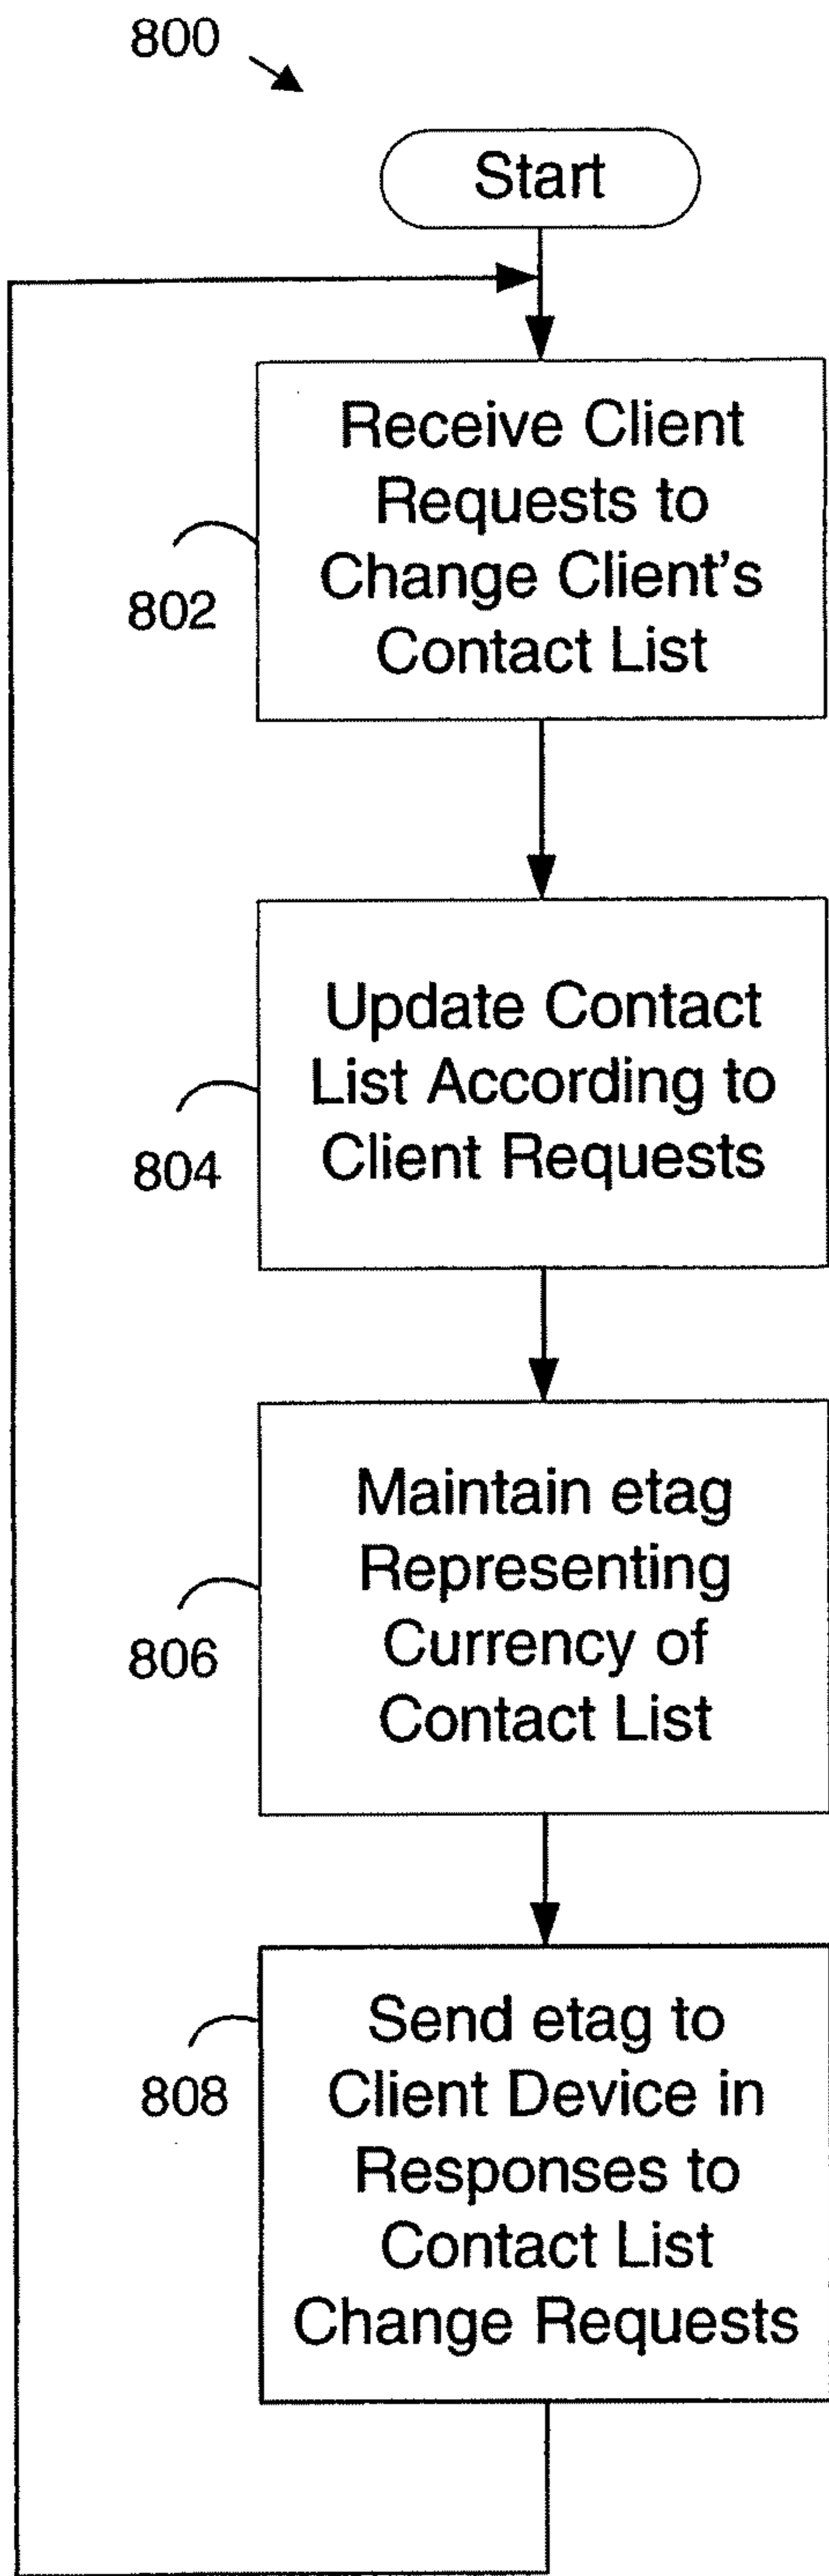 800
Start
Receive Client
Requests to
Change Client's
Contact List
802
Update Contact
List According to
Client Requests
804
Maintain etag
Representing
Currency of
Contact List
806
Send etag to
Client Device in
Responses to
Contact List
Change Requests
808